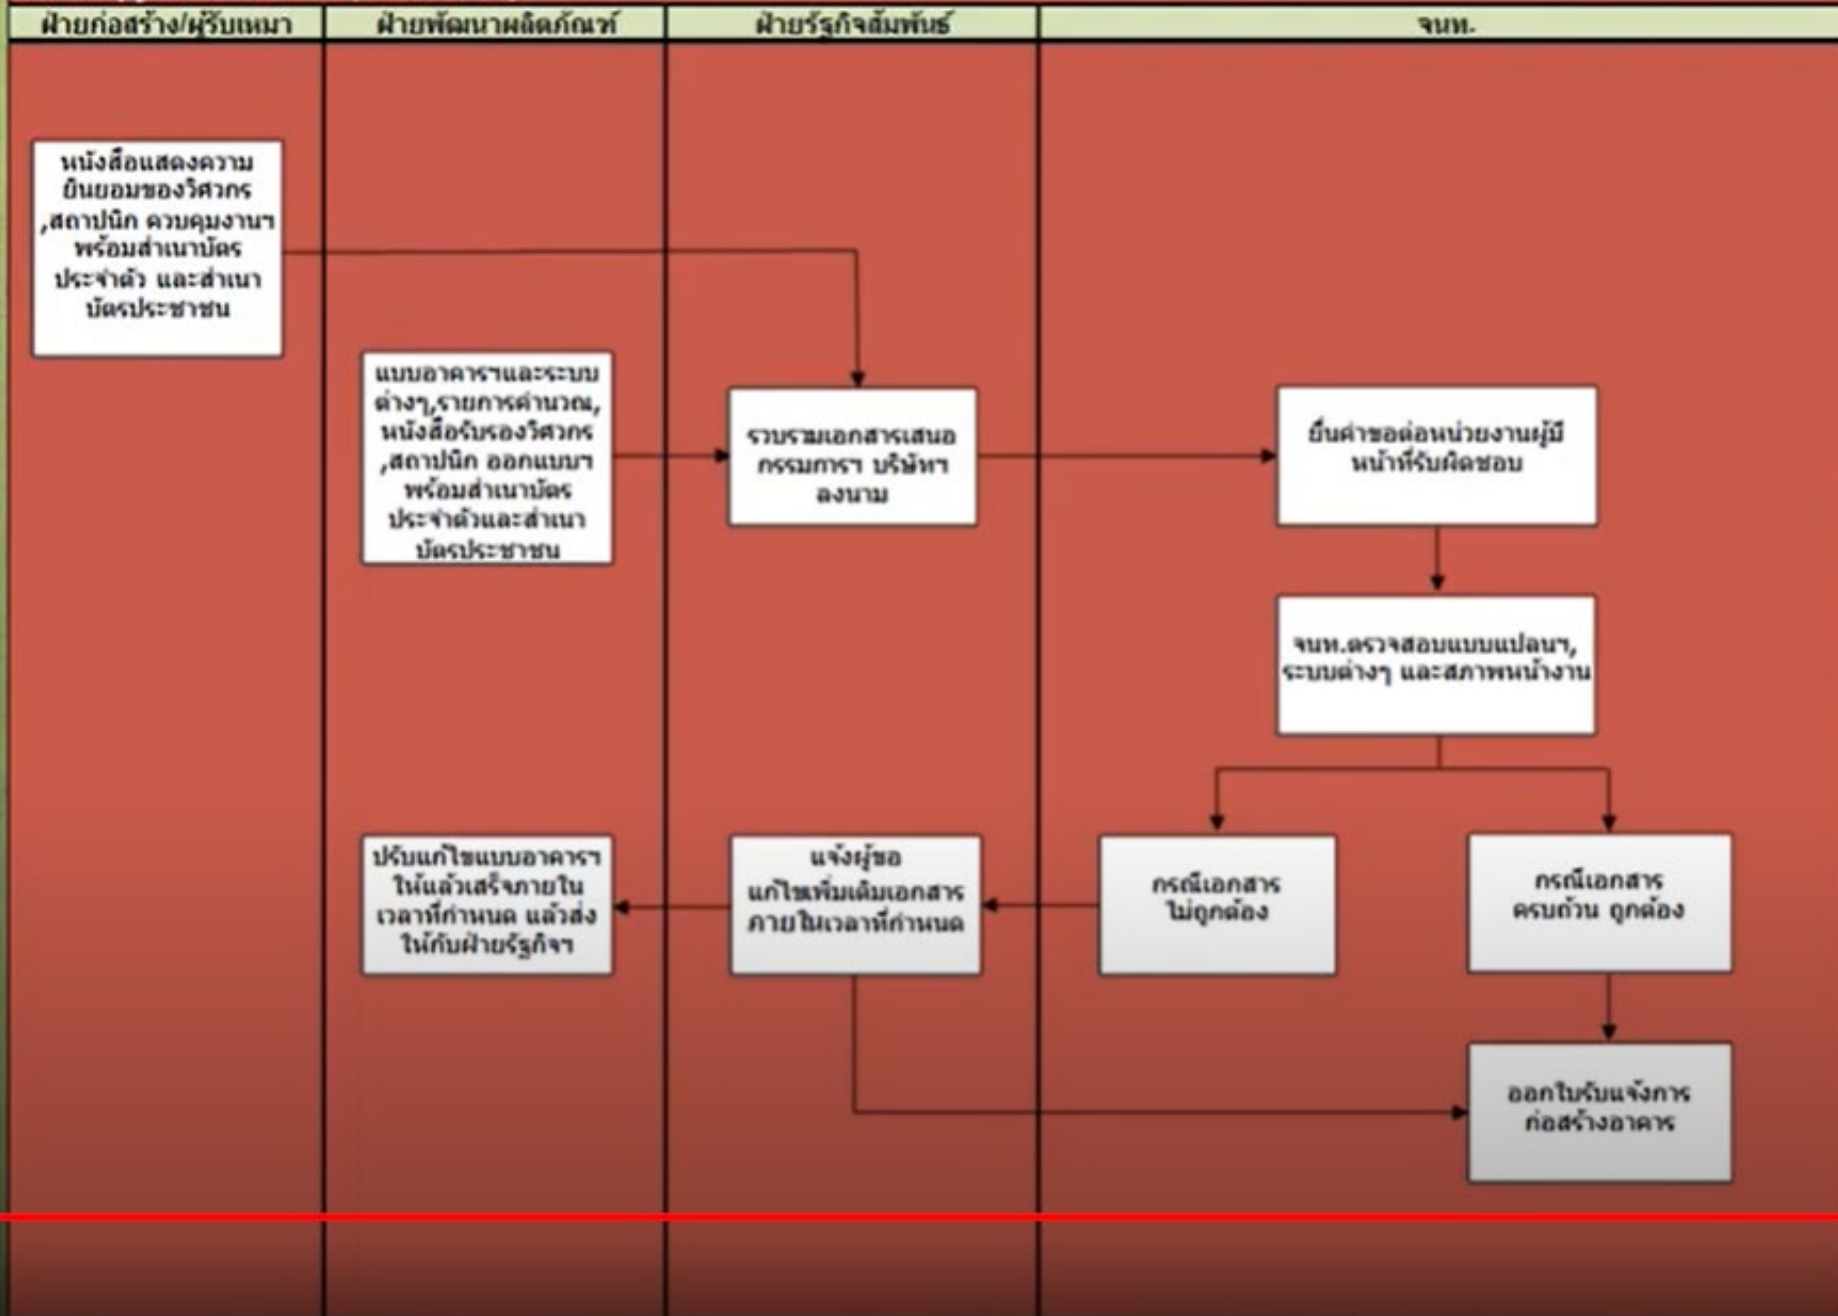 ฝ่ายก่อสร้าง/ผู้รับเหมา
ฝ่ายพัฒนาผลิตภัณฑ์
ฝ่ายรัฐกิจสัมพันธ์
จนท.
หนังสือแสดงความ
ยินยอมของวิศวกร
,สถาปนิก ควบคุมงานฯ
พร้อมสำเนาบัตร
ประจำตัว และสำเนา
บัตรประชาชน
แบบอาคารฯและระบบ
ต่างๆ,รายการคำนวณ,
หนังสือรับรองวิศวกร
,สถาปนิก ออกแบบฯ
พร้อมสำเนาบัตร
ประจำตัวและสำเนา
บัตรประชาชน
รวบรวมเอกสารเสนอ
กรรมการฯ บริษัทฯ
ลงนาม
ยื่นคำขอต่อหน่วยงานผู้มี
หน้าที่รับผิดชอบ
จนท.ตรวจสอบแบบแปลนฯ,
ระบบต่างๆ และสภาพหน้างาน
ปรับแก้ไขแบบอาคารฯ
ให้แล้วเสร็จภายใน
เวลาที่กำหนด แล้วส่ง
ให้กับฝ่ายรัฐกิจฯ
แจ้งผู้ขอ
แก้ไขเพิ่มเติมเอกสาร
ภายในเวลาที่กำหนด
กรณีเอกสาร
ไม่ถูกต้อง
กรณีเอกสาร
ครบถ้วน ถูกต้อง
ออกใบรับแจ้งการ
ก่อสร้างอาคาร